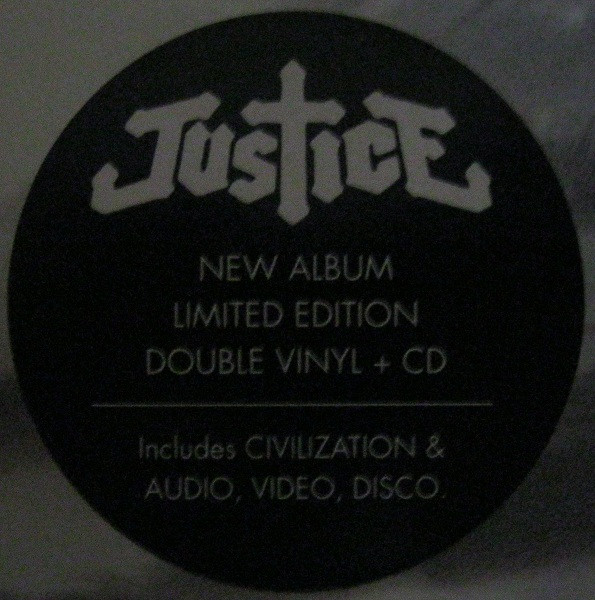 JUSTICE
NEW ALBUM
LIMITED EDITION
DOUBLE VINYL + CD
Includes CIVILIZATION &
AUDIO, VIDEO, DISCO.